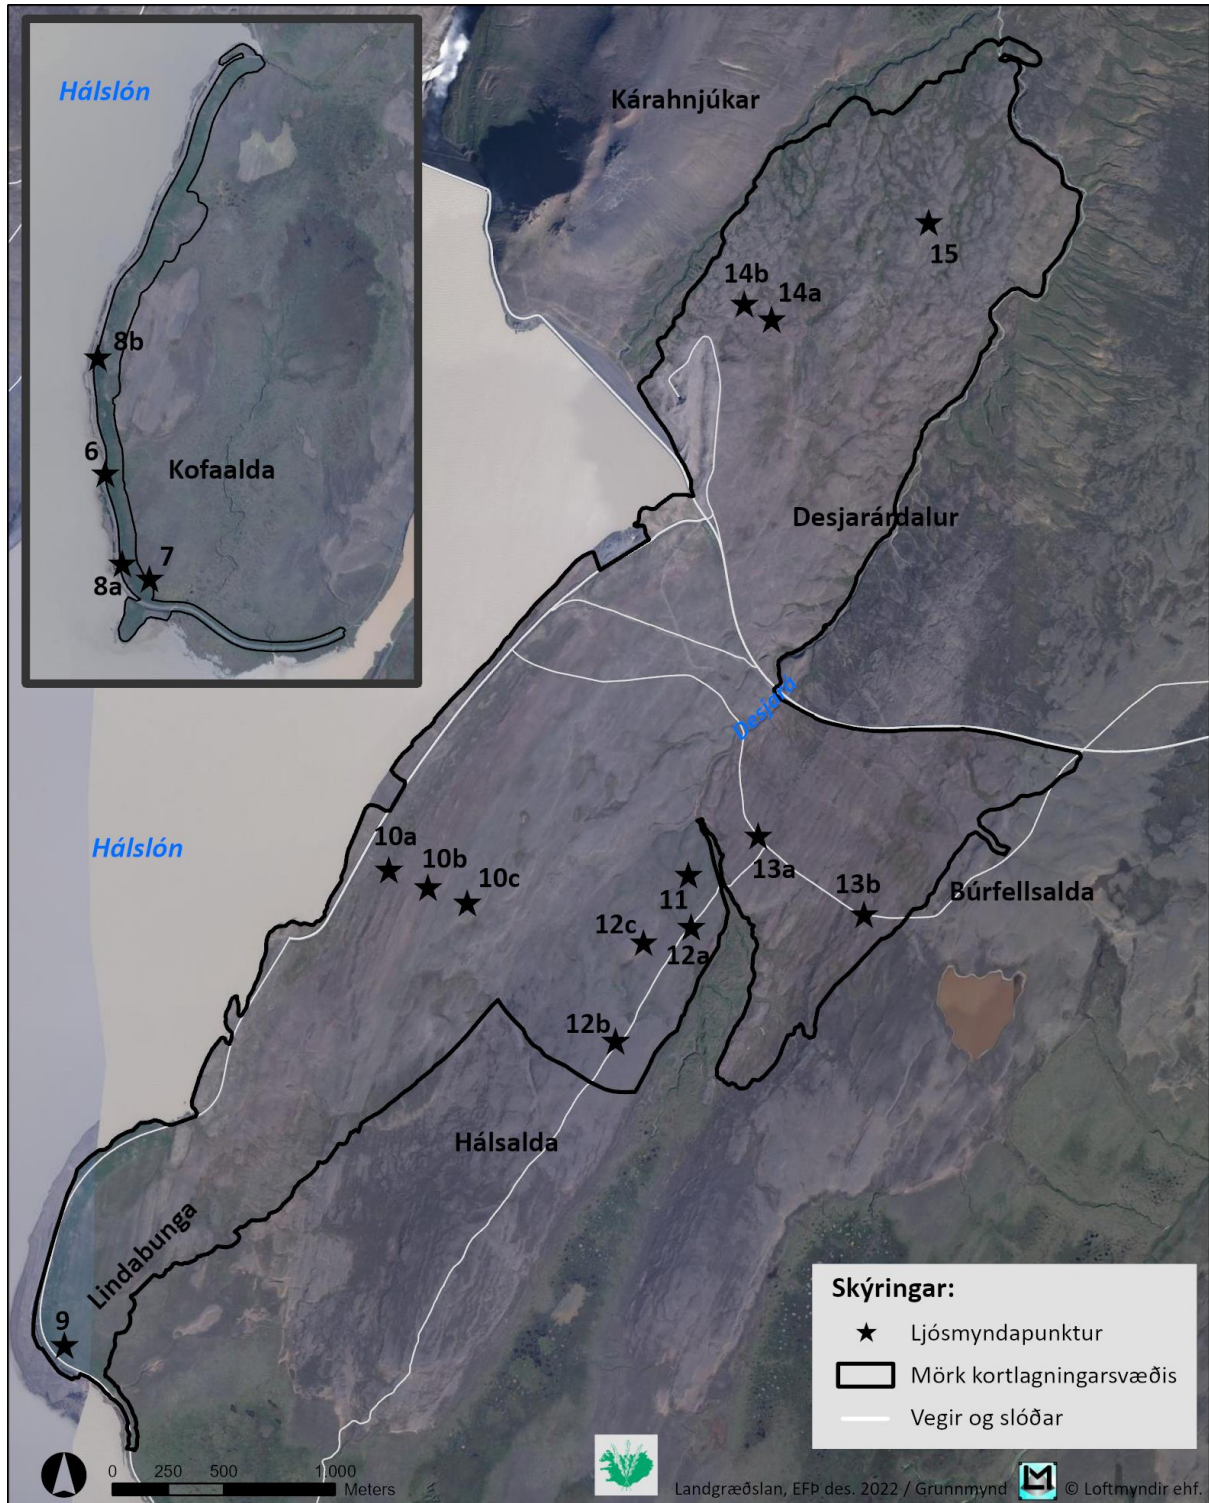 Hálslón
Kárahnjúkar
15
14b
14a
8b
6
Kofaalda
Desjarárdalur
7
8a
Desjará
Hálslón
10a
10b
10c
13a
13b
Búrfellsalda
11
12c
12a
12b
Hálsalda
Lindabunga
9
Skýringar:
Ljósmyndapunktur
Mörk kortlagningarsvæðis
Vegir og slóðar
0 250 500 1.000
Meters
Landgræðslan, EFÞ des. 2022 / Grunnmynd © Loftmyndir ehf.